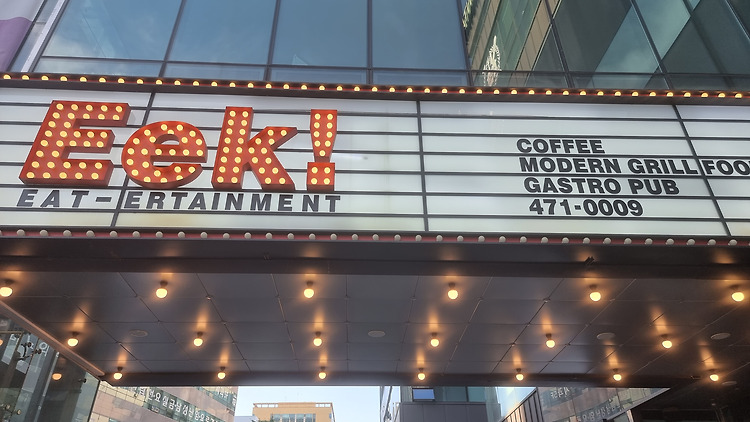 Eek!
EAT-ERTAINMENT
COFFEE
MODERN GRILL FOO
GASTRO PUB
471-0009